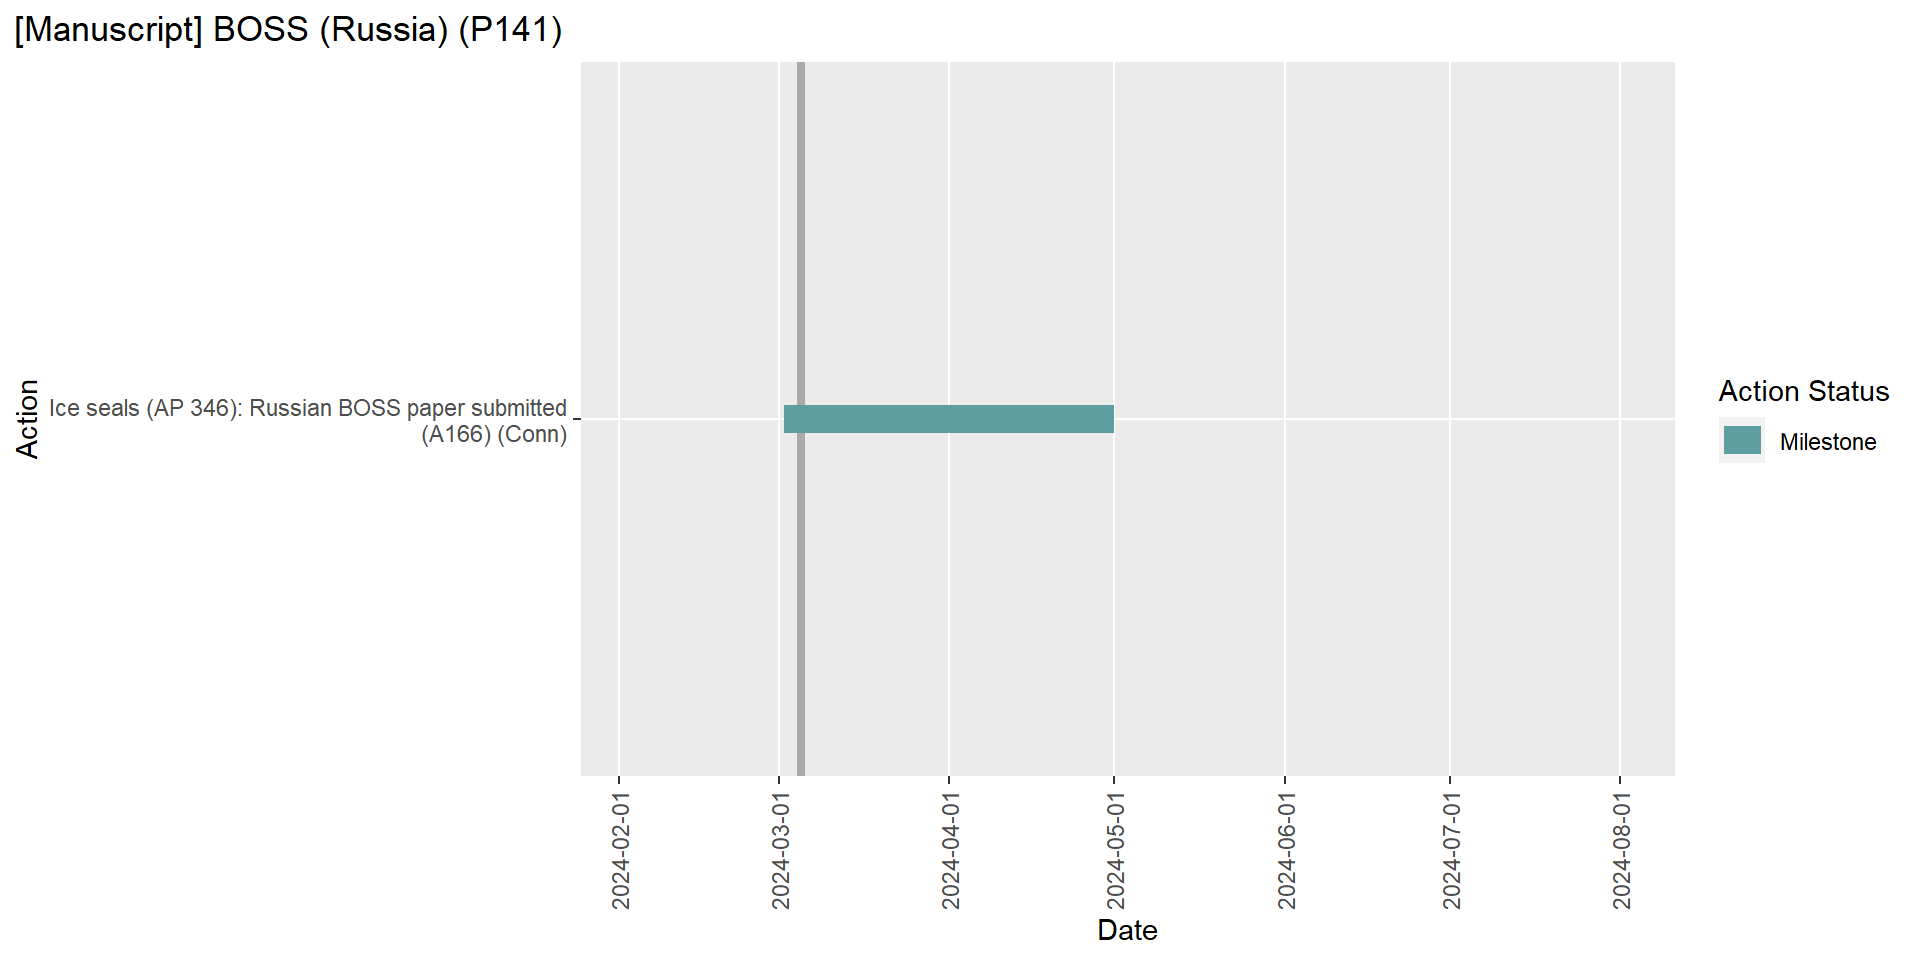 [Manuscript] BOSS (Russia) (P141)
Action
Ice seals (AP 346): Russian BOSS paper submitted
(A166) (Conn)
Action Status
Milestone
2024-02-01
2024-03-01
2024-04-01
2024-05-01
2024-06-01
2024-07-01
2024-08-01
Date